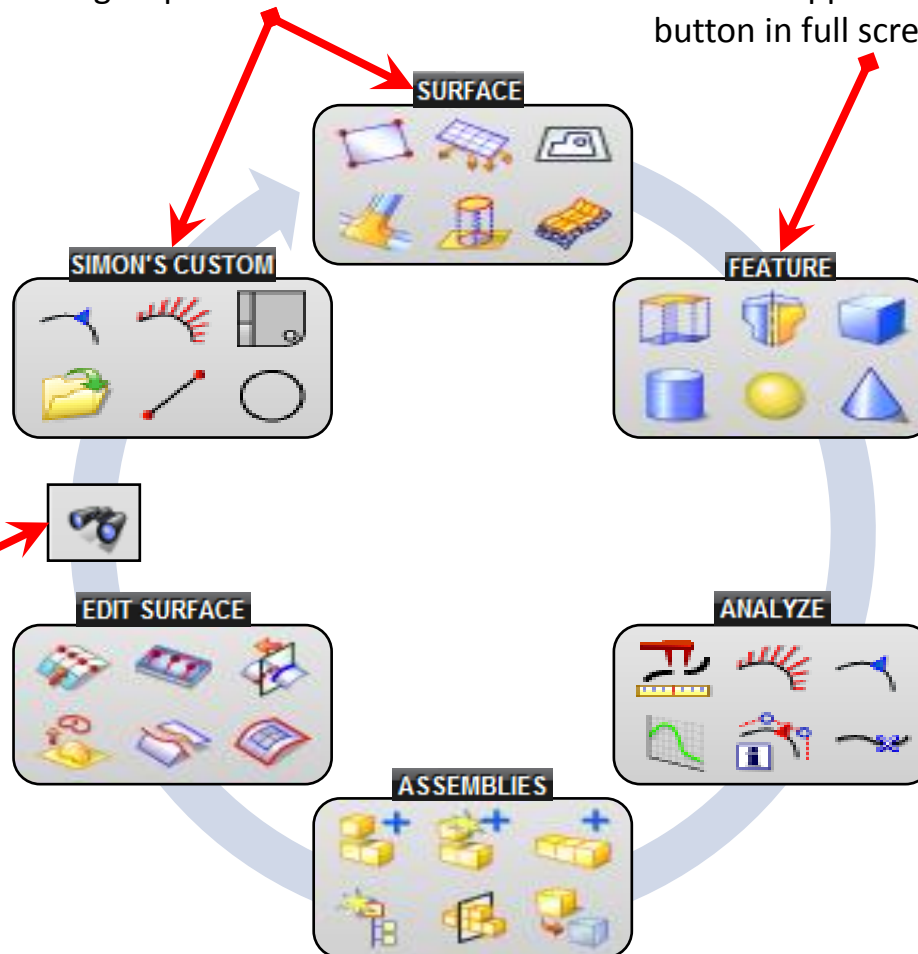 button in full scre
SURFACE
SIMON'S CUSTOM
FEATURE
EDIT SURFACE
ANALYZE
ASSEMBLIES